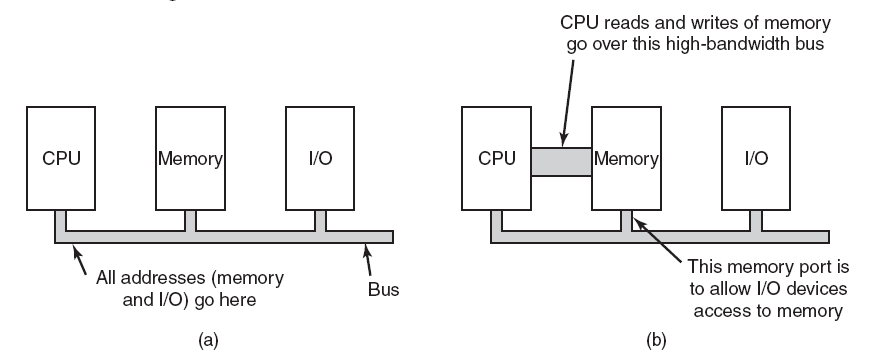 CPU reads and writes of memory
go over this high-bandwidth bus
CPU
Memory
I/O
CPU
Memory
I/O
All addresses (memory
and I/O) go here
Bus
This memory port is
to allow I/O devices
access to memory
(a)
(b)